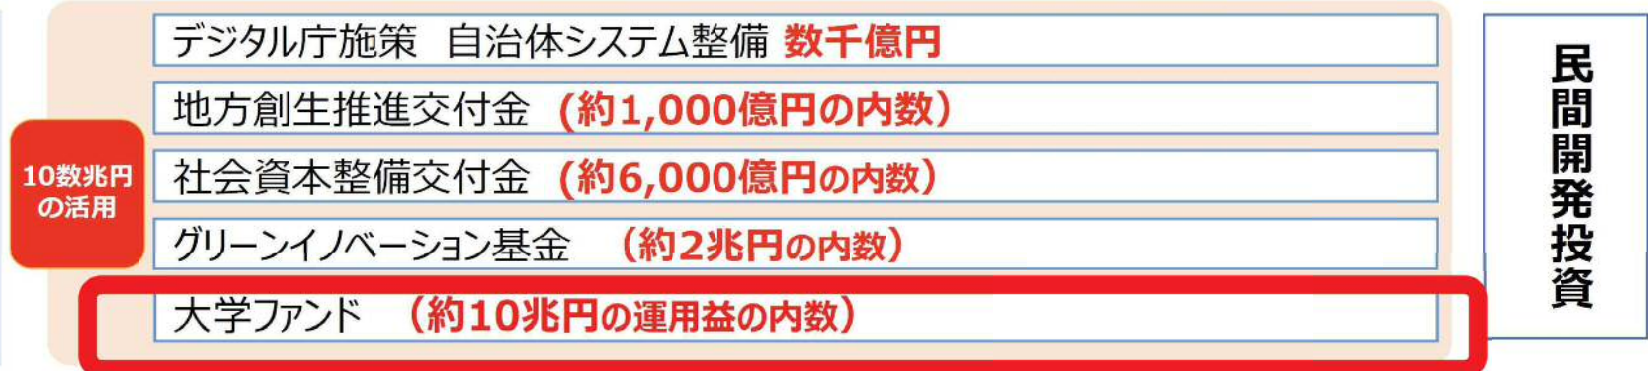 デジタル庁施策 自治体システム整備 数千億円
地方創生推進交付金 (約1,000億円の内数)
10数兆円
の活用
社会資本整備交付金 (約6,000億円の内数)
グリーンイノベーション基金 (約2兆円の内数)
大学ファンド (約10兆円の運用益の内数)
民間開発投資